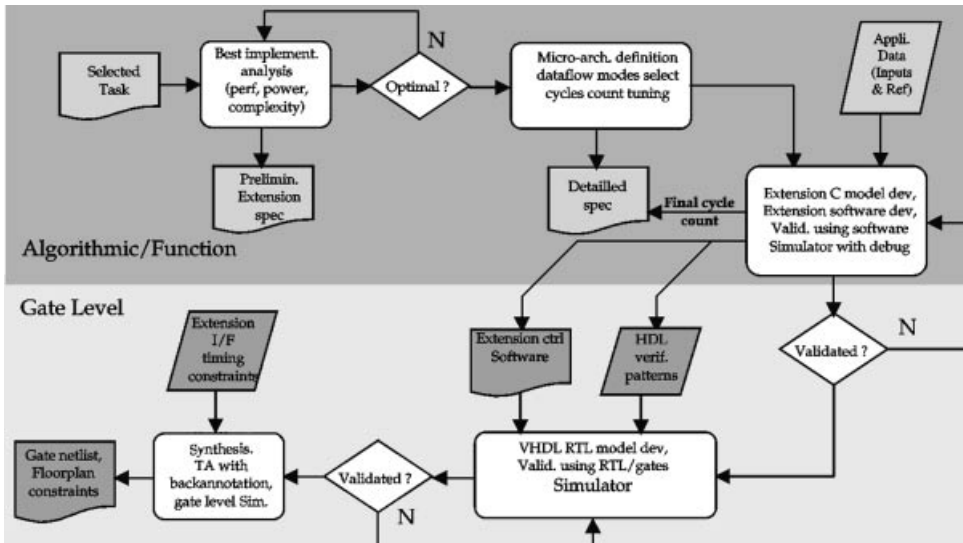 N
Selected
Task
Best implement.
analysis
(perf, power,
complexity)
Optimal ?
Micro-arch. definition
dataflow modes select
cycles count tuning
Appli.
Data
(Inputs
& Ref)
Prelimin.
Extension
spec
Detailled
spec
Final cycle
count
Extension C model dev,
Extension software dev,
Valid. using software
Simulator with debug
Algorithmic/Function
Gate Level
Extension
I/F
timing
constraints
Extension ctrl
Software
HDL
verif.
patterns
Validated ?
N
Gate netlist,
Floorplan
constraints
Synthesis.
TA with
backannotation,
gate level Sim.
Validated ?
N
VHDL RTL model dev,
Valid. using RTL/gates
Simulator